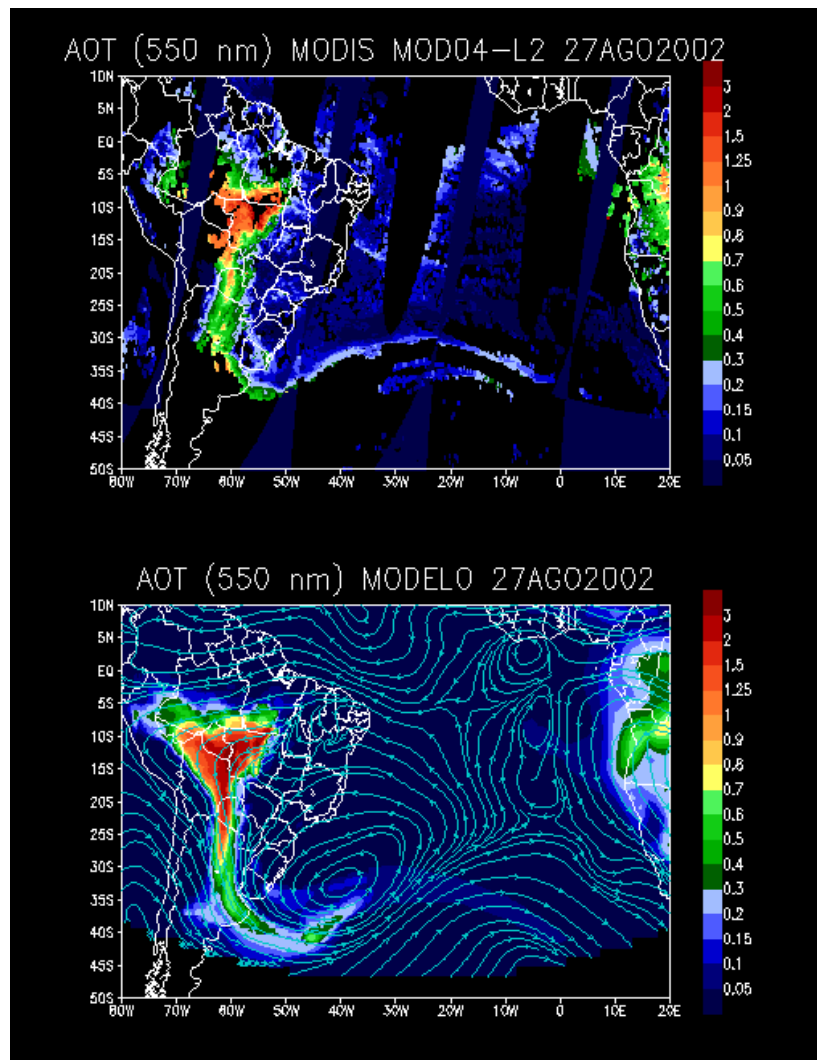 AOT (550 nm) MODIS MOD04-L2 27AGO2002
10N
5N
EQ
5S
10S
15S
20S
25S
30S
35S
40S
45S
50S
80W 70W 60W 50W 40W 30W 20W 10W 0 10E 20E
3
2
1.5
1.25
1
0.9
0.8
0.7
0.6
0.5
0.4
0.3
0.2
0.15
0.1
0.05
AOT (550 nm) MODELO 27AGO2002
10N
5N
EQ
5S
10S
15S
20S
25S
30S
35S
40S
45S
50S
80W 70W 60W 50W 40W 30W 20W 10W 0 10E 20E
3
2
1.5
1.25
1
0.9
0.8
0.7
0.6
0.5
0.4
0.3
0.2
0.15
0.1
0.05